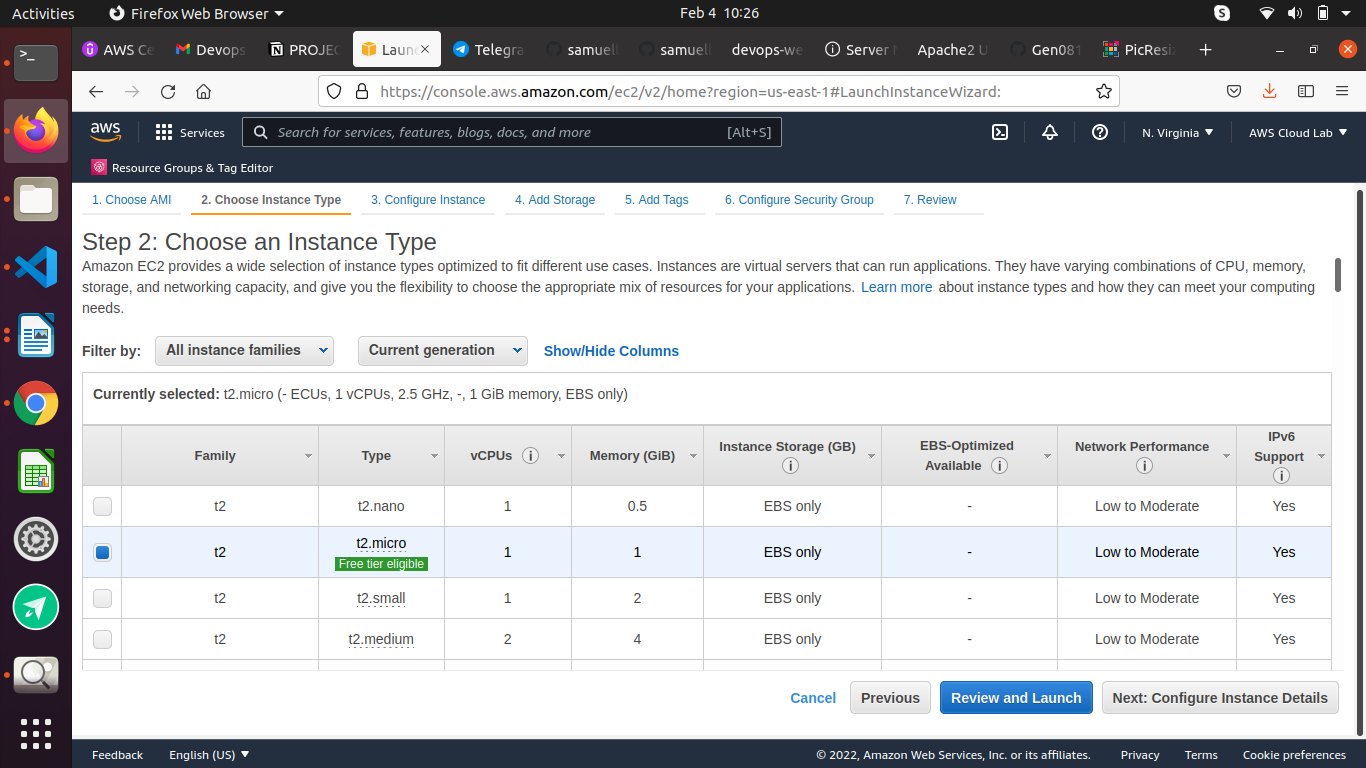 Activities
Firefox Web Browser
Feb 4 10:26
AWS Ce
Devops
PROJEC
Launc
Telegra
samuell
samuell
devops-we
Server
Apache2 U
Gen081
PicResi
https://console.aws.amazon.com/ec2/v2/home?region=us-east-1#LaunchInstanceWizard:
aws
Services
Search for services, features, blogs, docs, and more
[Alt+S]
N. Virginia
AWS Cloud Lab
Resource Groups & Tag Editor
1. Choose AMI
2. Choose Instance Type
3. Configure Instance
4. Add Storage
5. Add Tags
6. Configure Security Group
7. Review
Step 2: Choose an Instance Type
Amazon EC2 provides a wide selection of instance types optimized to fit different use cases. Instances are virtual servers that can run applications. They have varying combinations of CPU, memory,
storage, and networking capacity, and give you the flexibility to choose the appropriate mix of resources for your applications. Learn more about instance types and how they can meet your computing
needs.
Filter by:
All instance families
Current generation
Show/Hide Columns
Currently selected: t2.micro (- ECUs, 1 vCPUs, 2.5 GHz, -, 1 GiB memory, EBS only)
Family
Type
vCPUs
Memory (GiB)
Instance Storage (GB)
EBS-Optimized
Available
Network Performance
IPv6
Support
t2 t2.nano 1 0.5 EBS only - Low to Moderate Yes
t2 t2.micro 1 1 EBS only - Low to Moderate Yes
Free tier eligible
t2 t2.small 1 2 EBS only - Low to Moderate Yes
t2 t2.medium 2 4 EBS only - Low to Moderate Yes
Cancel
Previous
Review and Launch
Next: Configure Instance Details
Feedback
English (US)
© 2022, Amazon Web Services, Inc. or its affiliates.
Privacy
Terms
Cookie preferences